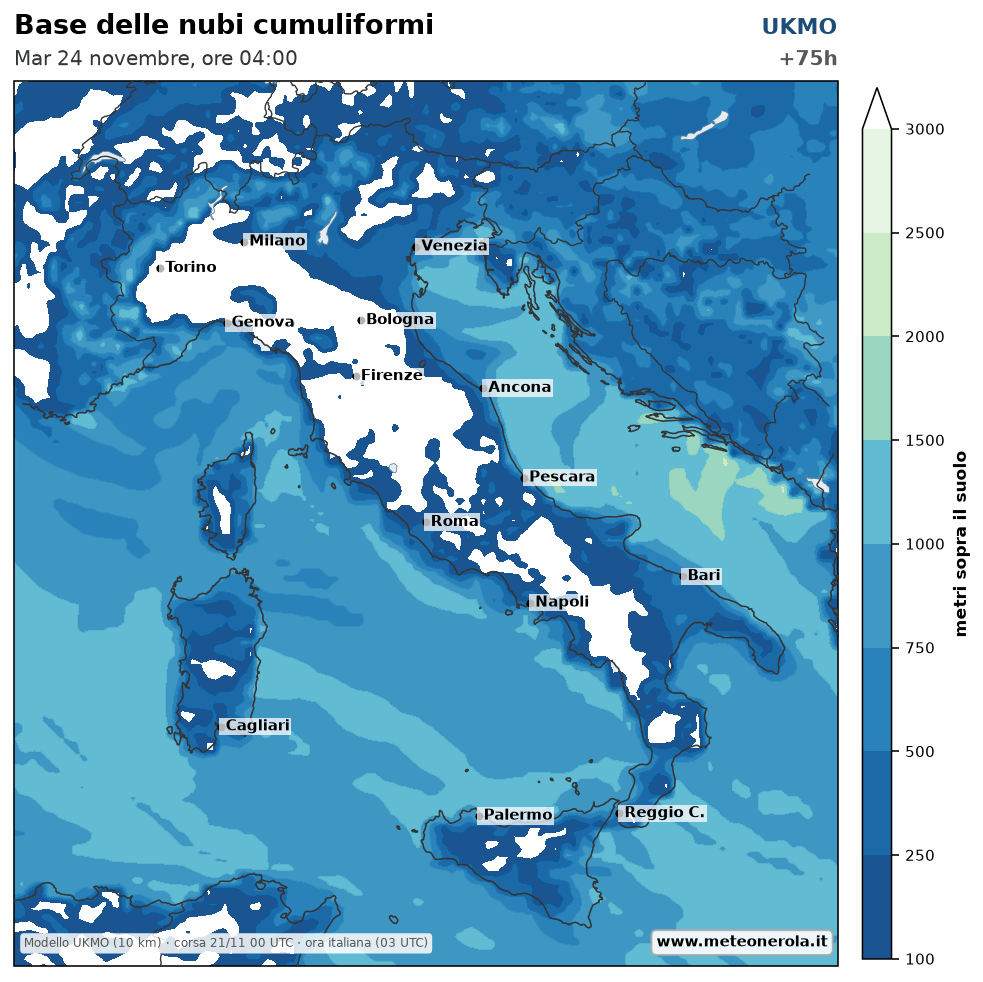 Base delle nubi cumuliformi
UKMO
Mar 24 novembre, ore 04:00
+75h
3000
2500
2000
1500
1000
750
500
250
100
metri sopra il suolo
Milano
Venezia
Torino
Genova
Bologna
Firenze
Ancona
Pescara
Roma
Bari
Napoli
Cagliari
Palermo
Reggio C.
Modello UKMO (10 km) · corsa 21/11 00 UTC · ora italiana (03 UTC)
www.meteonerola.it